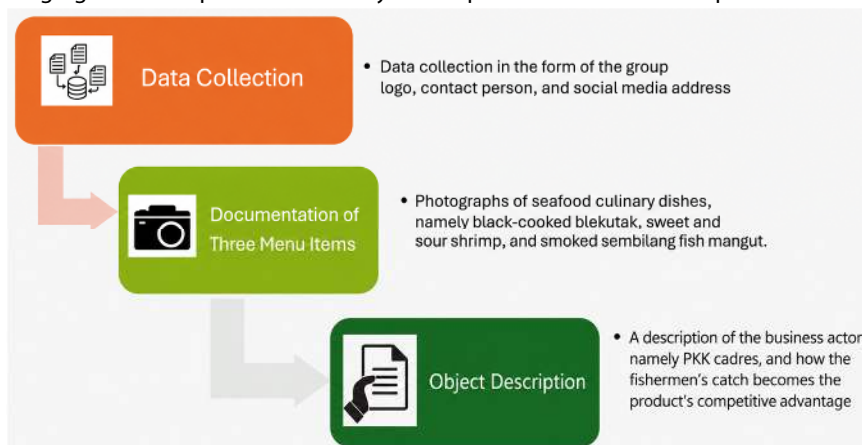 Data Collection
• Data collection in the form of the group
logo, contact person, and social media address
Documentation of
Three Menu Items
• Photographs of seafood culinary dishes,
namely black-cooked blekutak, sweet and
sour shrimp, and smoked sembilang fish mangut.
Object Description
• A description of the business actor
namely PKK cadres, and how the
fishermen's catch becomes the
product's competitive advantage